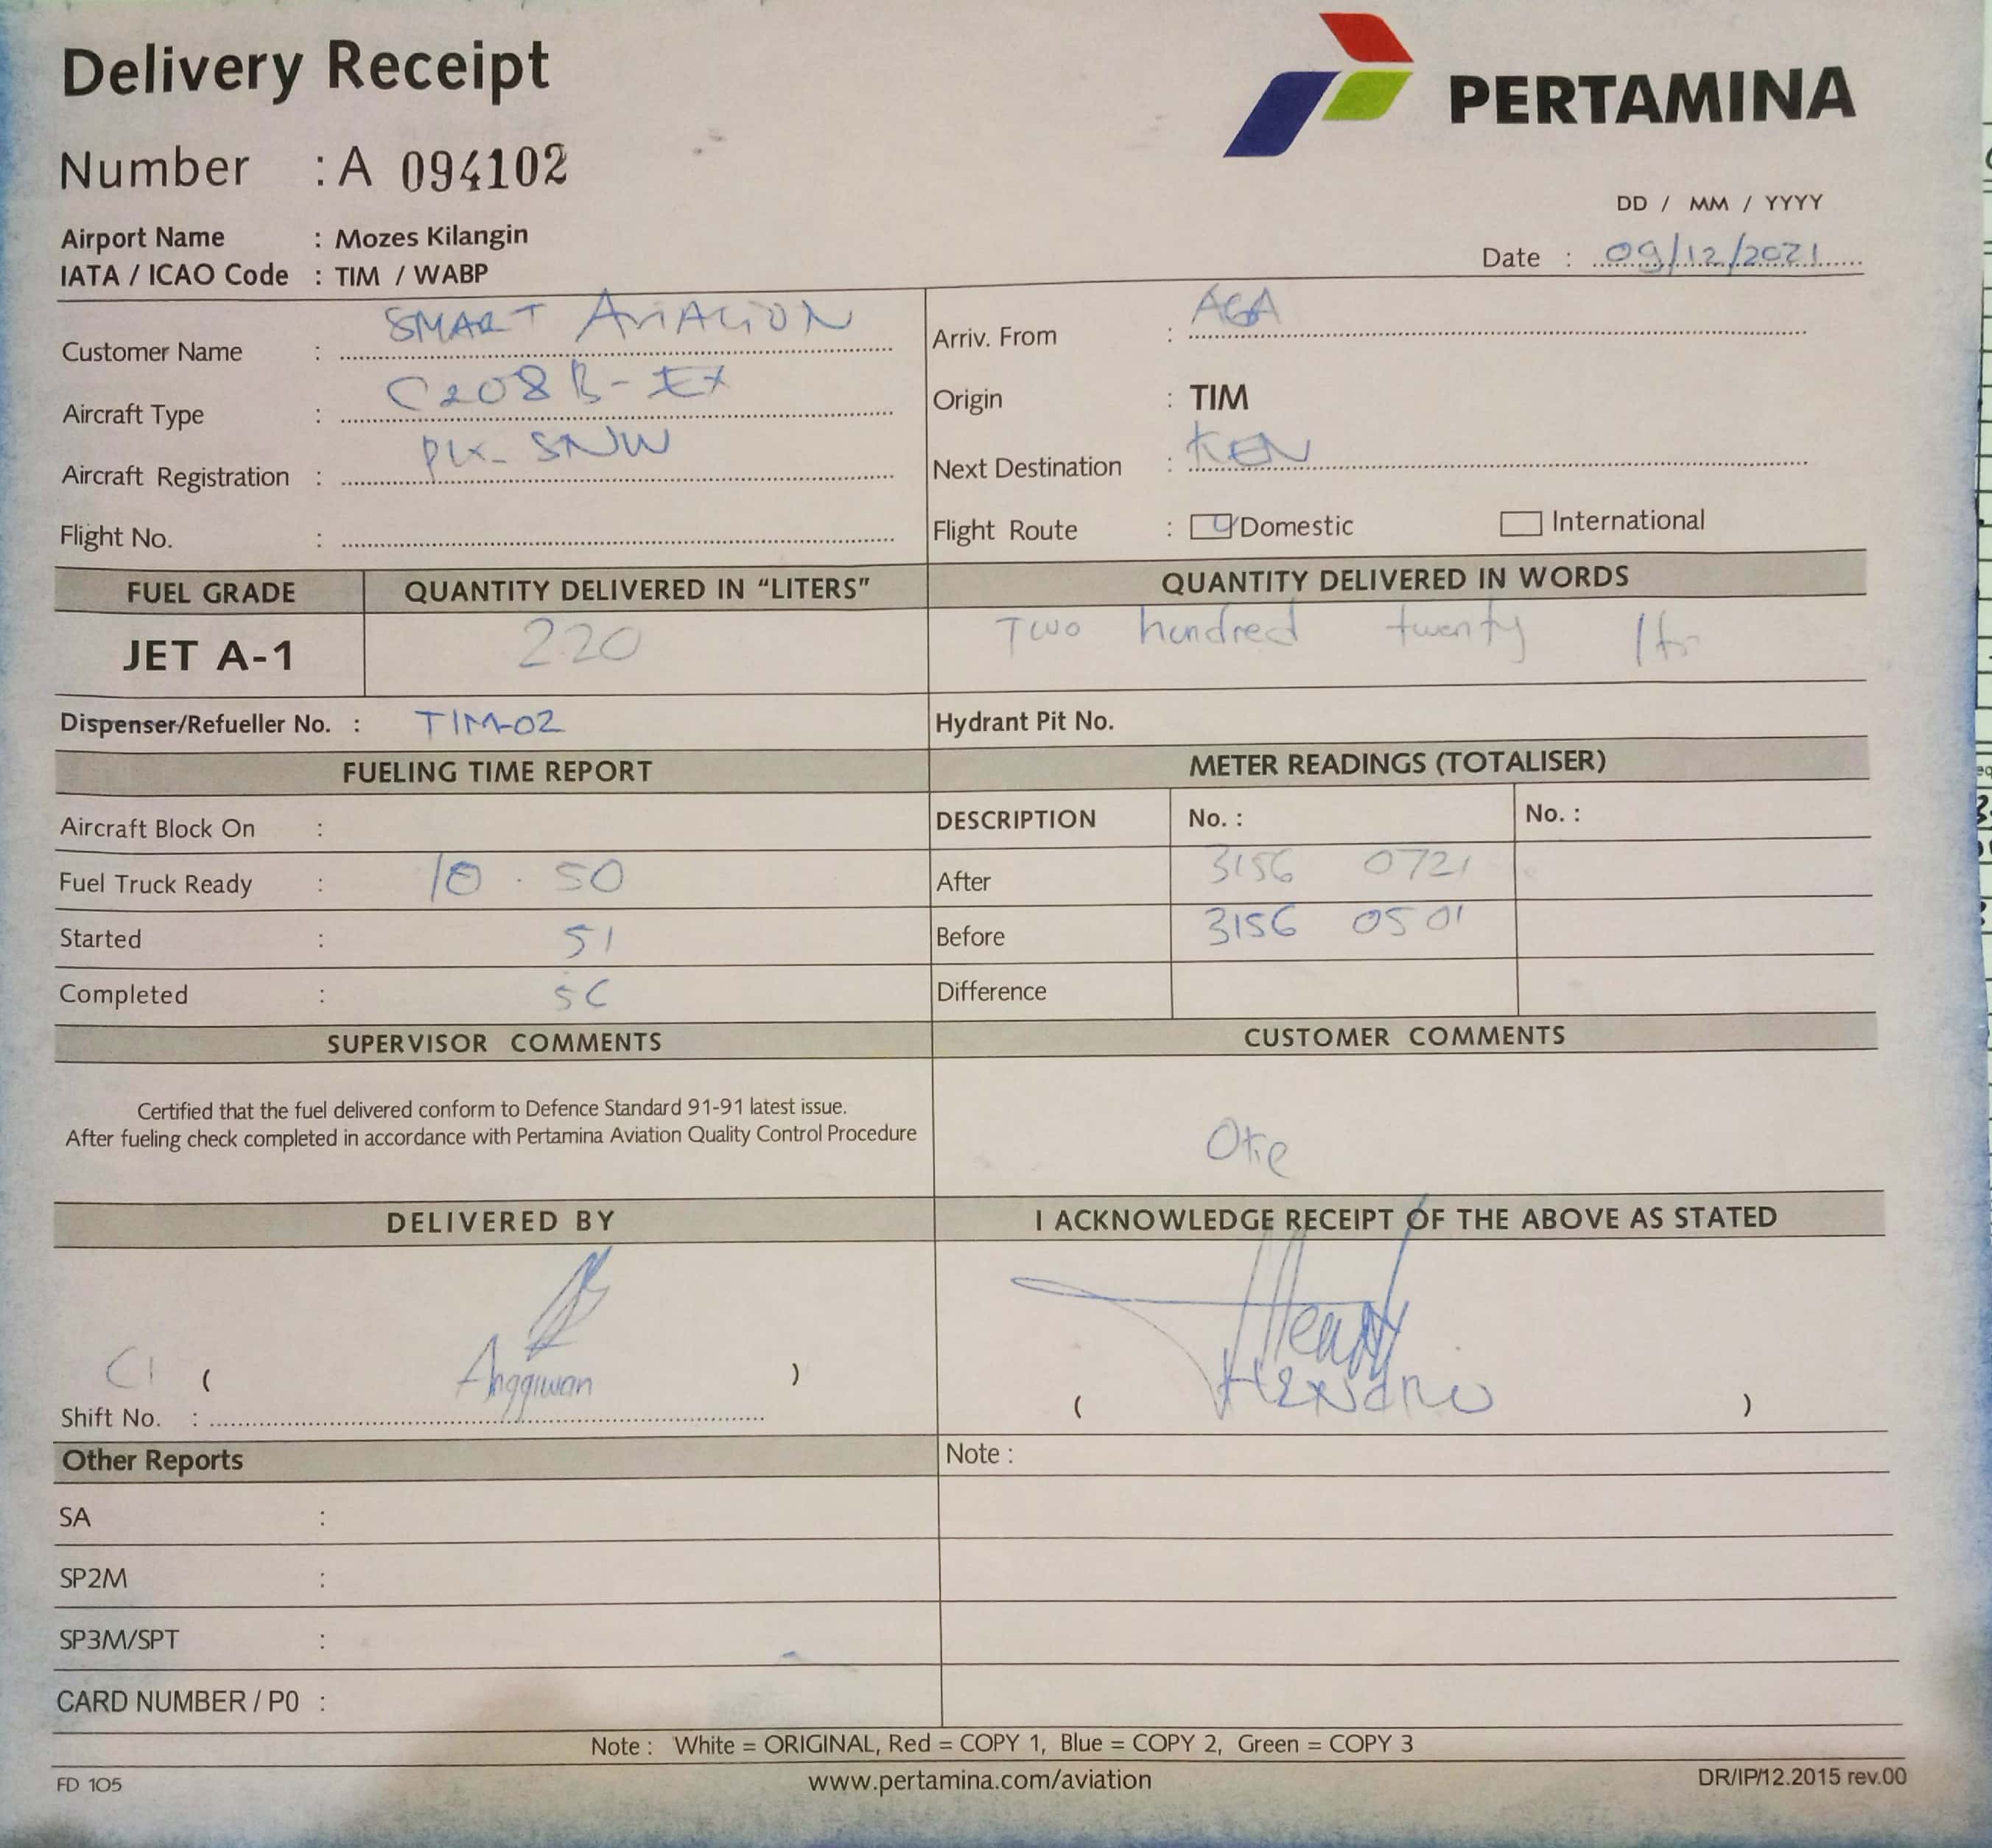 Delivery Receipt
PERTAMINA
Number : A 094102
DD / MM / YYYY
Airport Name : Mozes Kilangin
Date : 09/12/2021
IATA / ICAO Code : TIM / WABP
Customer Name : SMART AVIATION
Arriv. From : AGA
Aircraft Type : C208B-EX
Origin : TIM
Aircraft Registration : PK-SNW
Next Destination : KEN
Flight No. :
Flight Route : Domestic International
FUEL GRADE QUANTITY DELIVERED IN “LITERS” QUANTITY DELIVERED IN WORDS
JET A-1 220 Two hundred twenty ltr
Dispenser/Refueller No. : TIM-02 Hydrant Pit No.
FUELING TIME REPORT METER READINGS (TOTALISER)
Aircraft Block On : DESCRIPTION No. : No. :
Fuel Truck Ready : 10 . 50 After 3156 0721
Started : 51 Before 3156 0501
Completed : 56 Difference
SUPERVISOR COMMENTS CUSTOMER COMMENTS
Certified that the fuel delivered conform to Defence Standard 91-91 latest issue.
After fueling check completed in accordance with Pertamina Aviation Quality Control Procedure
Oke
DELIVERED BY I ACKNOWLEDGE RECEIPT OF THE ABOVE AS STATED
C1 ( Anggiwan )
( )
Shift No. :
Other Reports Note :
SA :
SP2M :
SP3M/SPT :
CARD NUMBER / P0 :
Note : White = ORIGINAL, Red = COPY 1, Blue = COPY 2, Green = COPY 3
FD 105 www.pertamina.com/aviation DR/IP/12.2015 rev.00